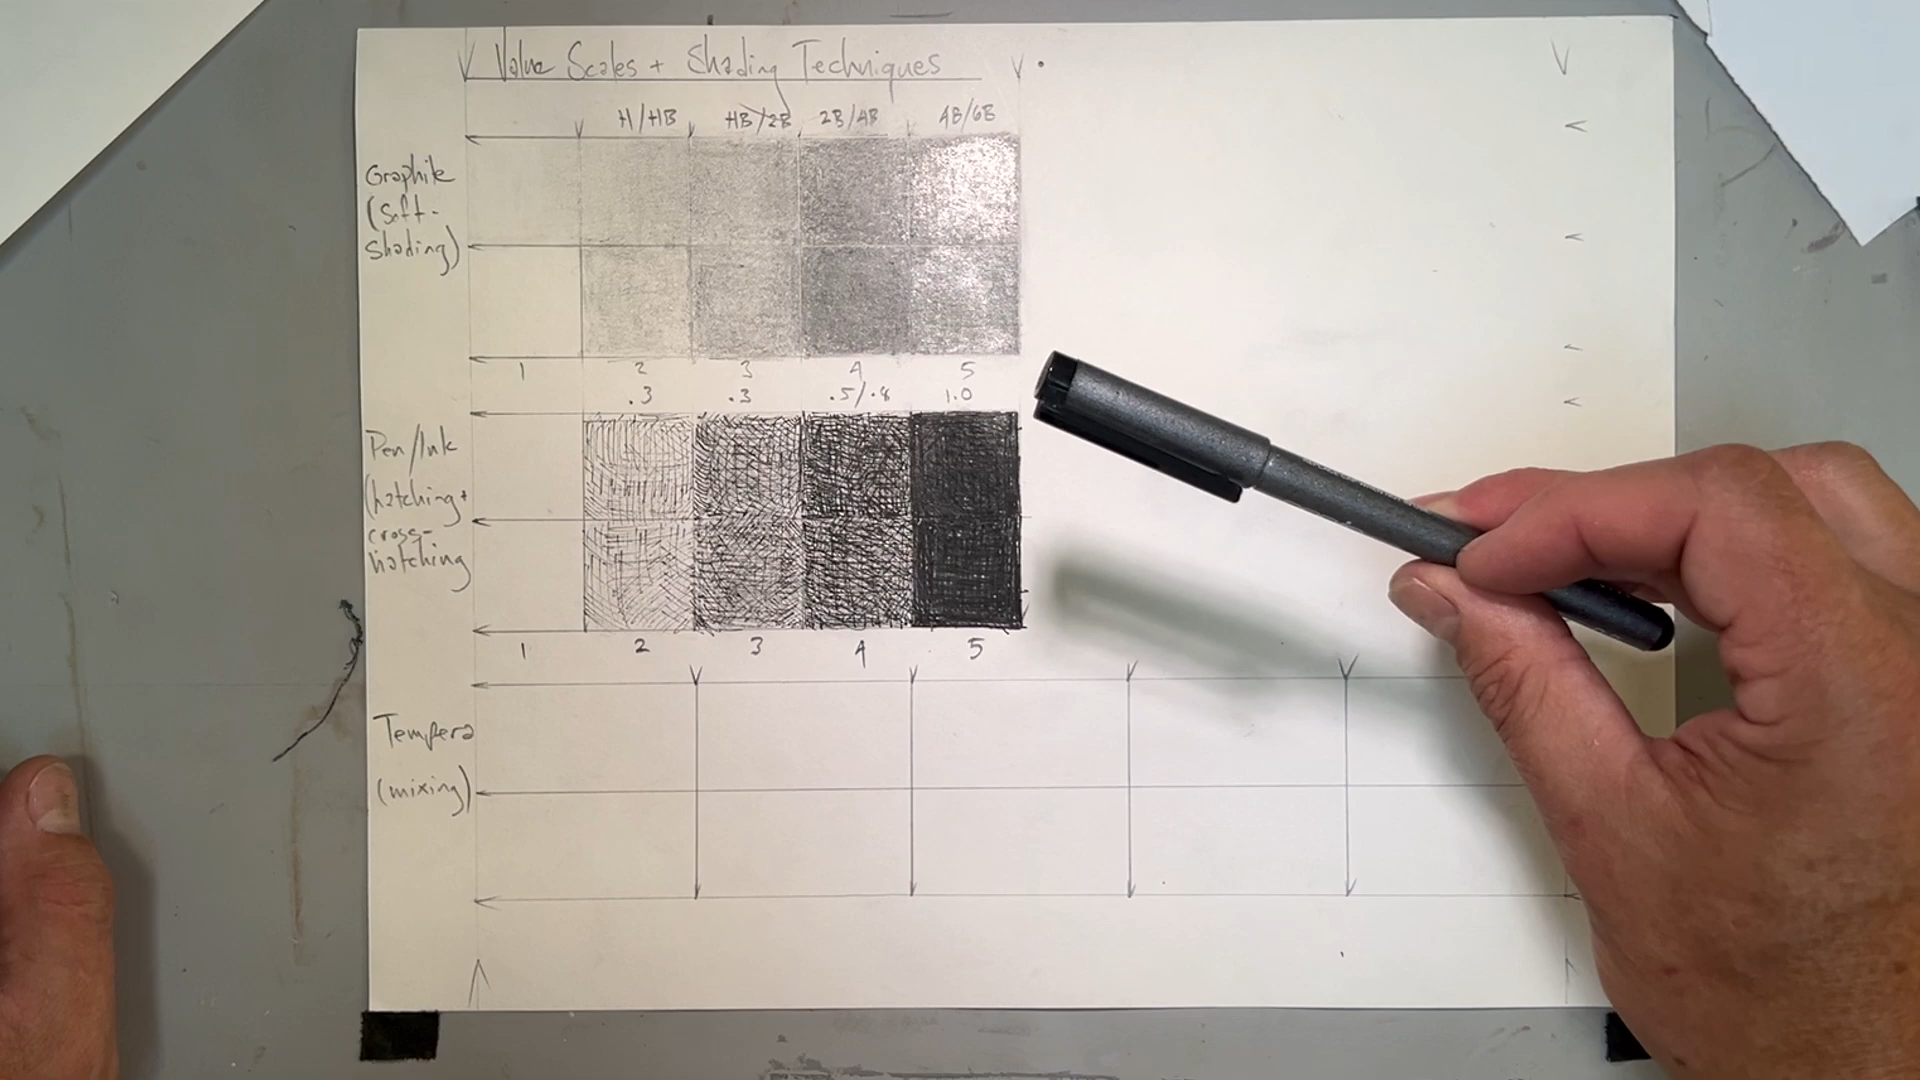 Value Scales + Shading Techniques
H/HB HB/2B 2B/4B 4B/6B
Graphite
(Soft-
Shading)
1 2 3 4 5
.3 .3 .5/.8 1.0
Pen/Ink
(hatching +
cross-
hatching
1 2 3 4 5
Tempera
(mixing)